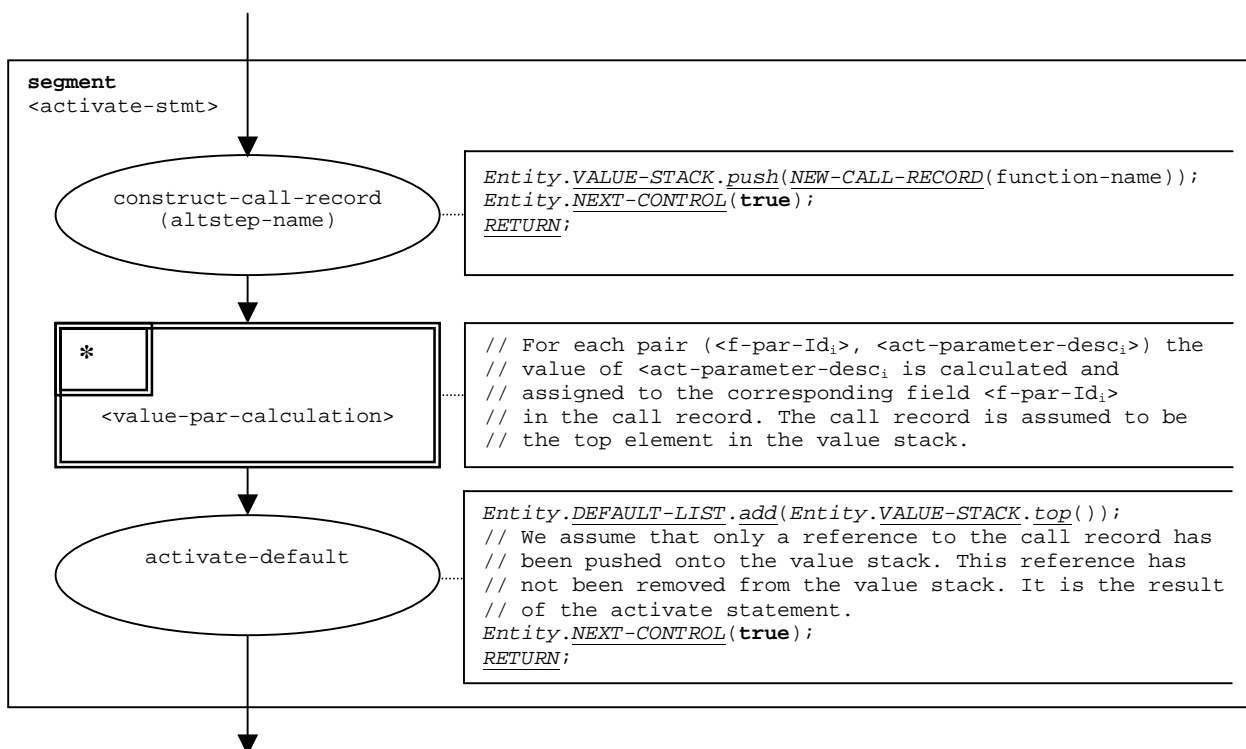 segment
<activate-stmt>
construct-call-record
(altstep-name)
Entity.VALUE-STACK.push(NEW-CALL-RECORD(function-name));
Entity.NEXT-CONTROL(true);
RETURN;
*
<value-par-calculation>
// For each pair (<f-par-Idi>, <act-parameter-desci>) the
// value of <act-parameter-desci is calculated and
// assigned to the corresponding field <f-par-Idi>
// in the call record. The call record is assumed to be
// the top element in the value stack.
activate-default
Entity.DEFAULT-LIST.add(Entity.VALUE-STACK.top());
// We assume that only a reference to the call record has
// been pushed onto the value stack. This reference has
// not been removed from the value stack. It is the result
// of the activate statement.
Entity.NEXT-CONTROL(true);
RETURN;